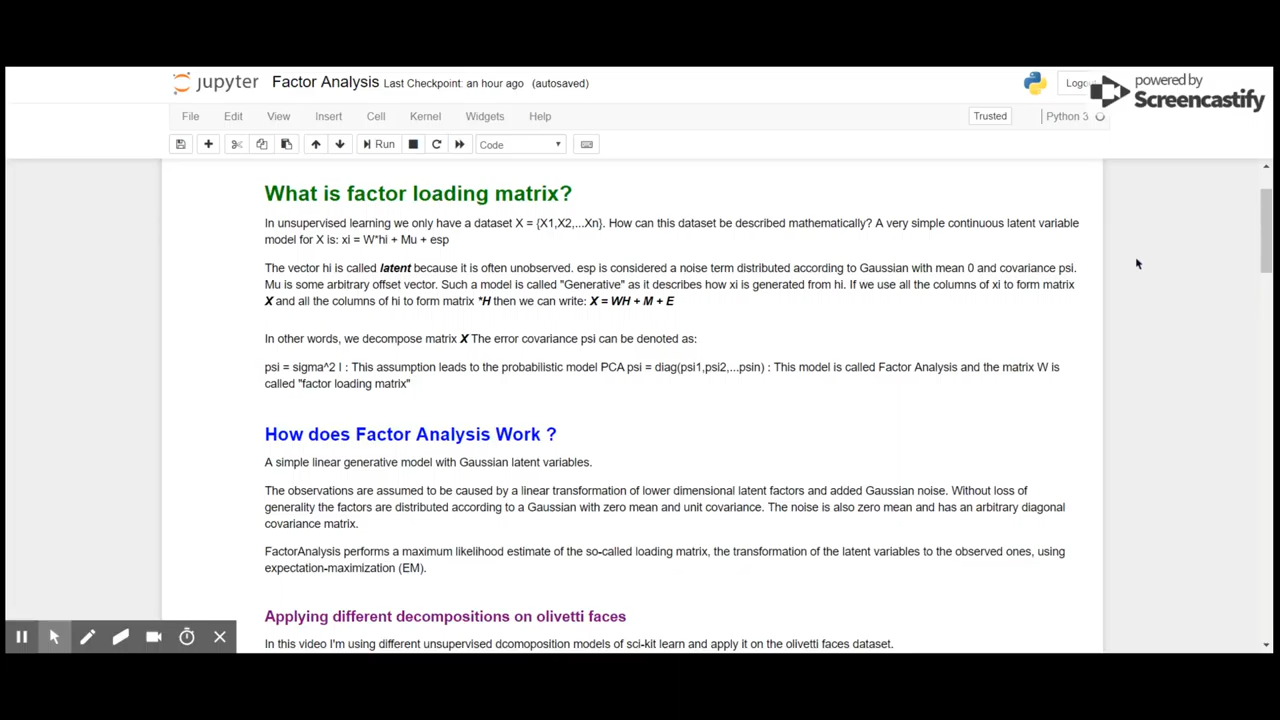 powered by
Screencastify
jupyter Factor Analysis Last Checkpoint: an hour ago (autosaved)
File Edit View Insert Cell Kernel Widgets Help Trusted Python 3
Run Code
What is factor loading matrix?
In unsupervised learning we only have a dataset X = {X1,X2,...Xn}. How can this dataset be described mathematically? A very simple continuous latent variable
model for X is: xi = W*hi + Mu + esp
The vector hi is called latent because it is often unobserved. esp is considered a noise term distributed according to Gaussian with mean 0 and covariance psi.
Mu is some arbitrary offset vector. Such a model is called "Generative" as it describes how xi is generated from hi. If we use all the columns of xi to form matrix
X and all the columns of hi to form matrix *H then we can write: X = WH + M + E
In other words, we decompose matrix X The error covariance psi can be denoted as:
psi = sigma^2 I : This assumption leads to the probabilistic model PCA psi = diag(psi1,psi2,...psin) : This model is called Factor Analysis and the matrix W is
called "factor loading matrix"
How does Factor Analysis Work ?
A simple linear generative model with Gaussian latent variables.
The observations are assumed to be caused by a linear transformation of lower dimensional latent factors and added Gaussian noise. Without loss of
generality the factors are distributed according to a Gaussian with zero mean and unit covariance. The noise is also zero mean and has an arbitrary diagonal
covariance matrix.
FactorAnalysis performs a maximum likelihood estimate of the so-called loading matrix, the transformation of the latent variables to the observed ones, using
expectation-maximization (EM).
Applying different decompositions on olivetti faces
In this video I'm using different unsupervised dcomoposition models of sci-kit learn and apply it on the olivetti faces dataset.